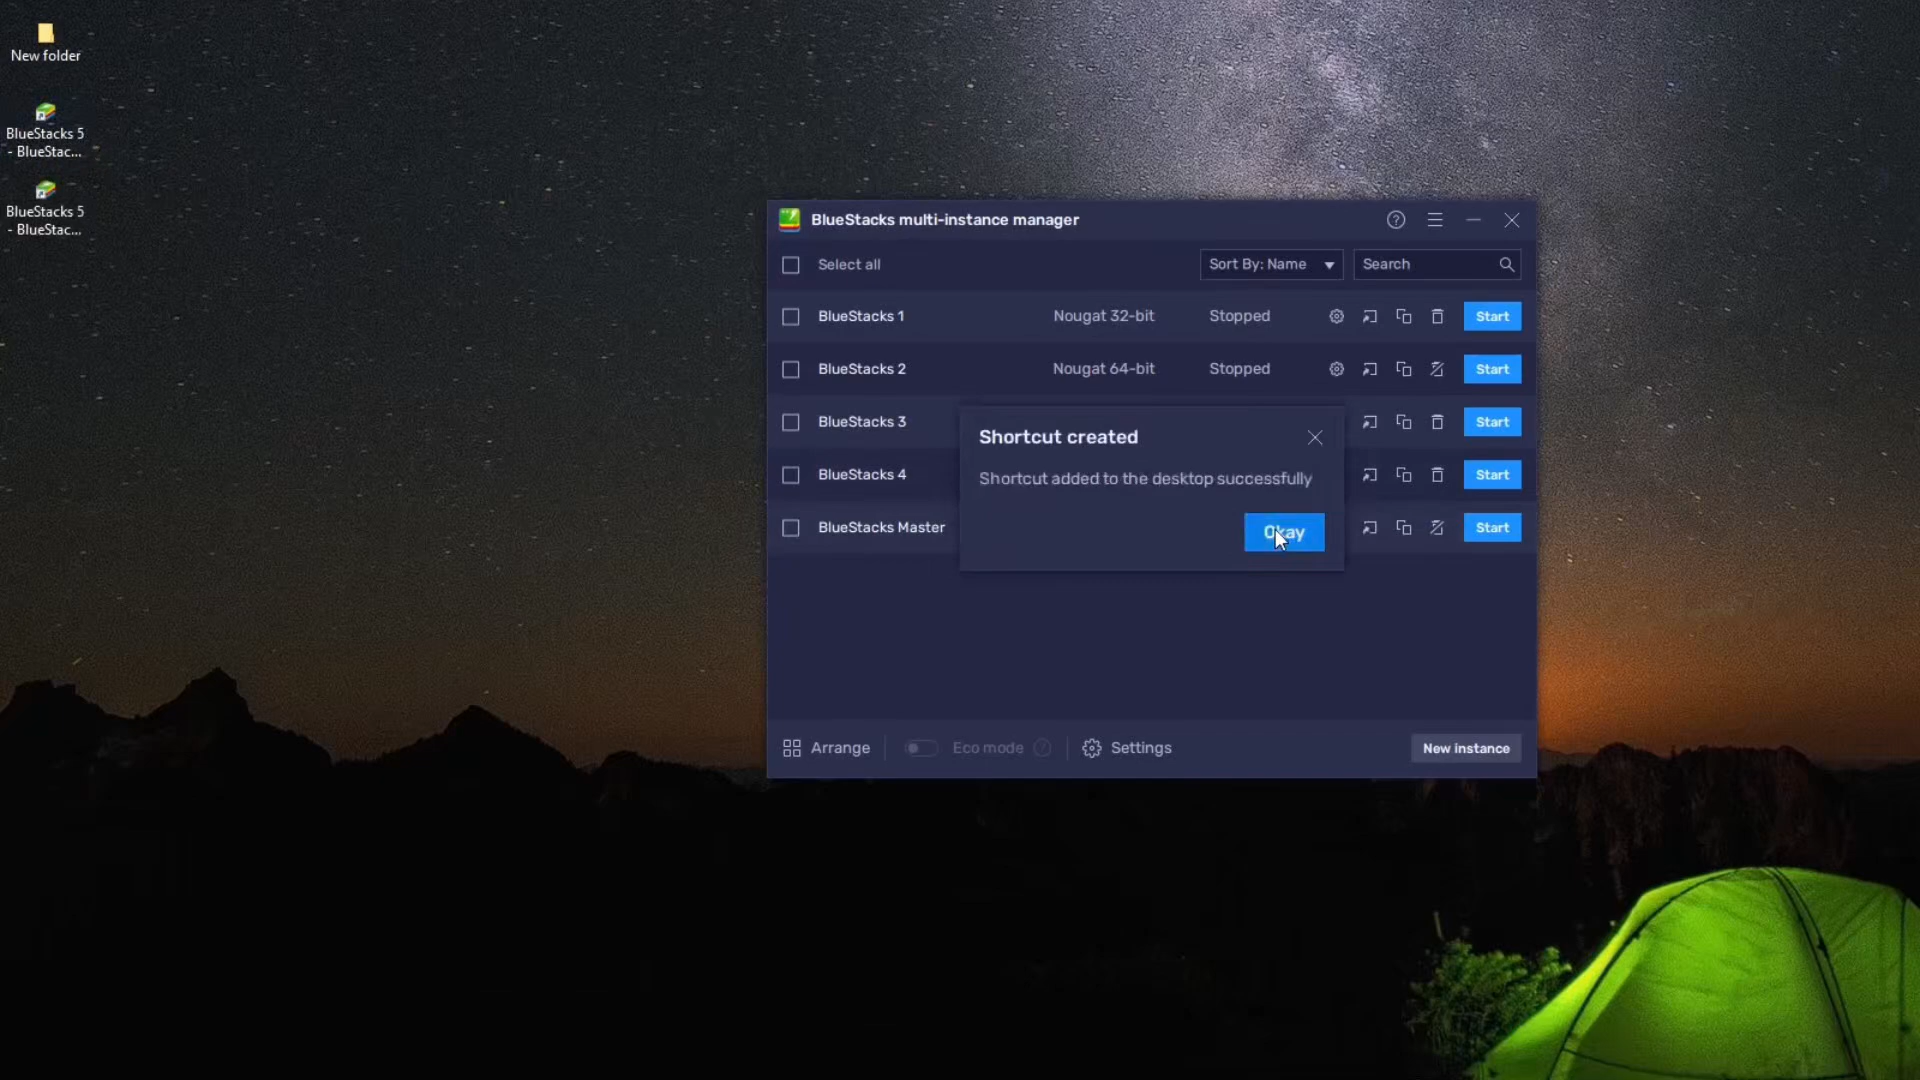 New folder
BlueStacks 5
- BlueStac...
BlueStacks 5
- BlueStac...
BlueStacks multi-instance manager
Select all
Sort By: Name
Search
BlueStacks 1 Nougat 32-bit Stopped Start
BlueStacks 2 Nougat 64-bit Stopped Start
BlueStacks 3 Start
Shortcut created
Shortcut added to the desktop successfully
Okay
BlueStacks 4 Start
BlueStacks Master Start
Arrange
Eco mode
Settings
New instance